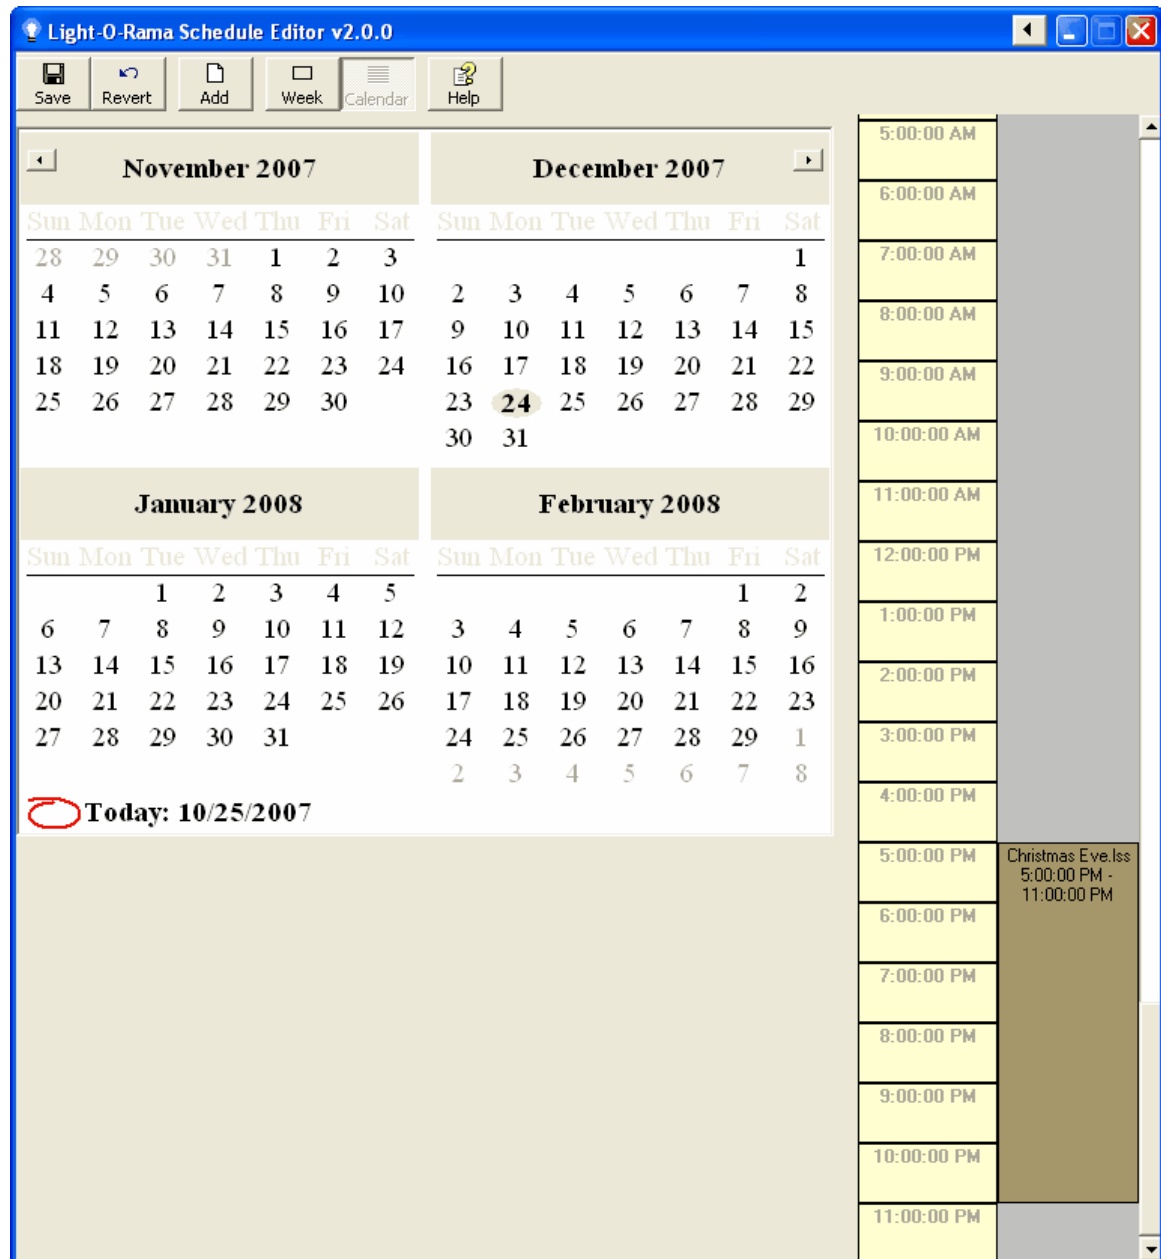 Light-O-Rama Schedule Editor v2.0.0
Save Revert Add Week Calendar Help
November 2007
Sun Mon Tue Wed Thu Fri Sat
28 29 30 31 1 2 3
4 5 6 7 8 9 10
11 12 13 14 15 16 17
18 19 20 21 22 23 24
25 26 27 28 29 30
December 2007
Sun Mon Tue Wed Thu Fri Sat
1
2 3 4 5 6 7 8
9 10 11 12 13 14 15
16 17 18 19 20 21 22
23 24 25 26 27 28 29
30 31
January 2008
Sun Mon Tue Wed Thu Fri Sat
1 2 3 4 5
6 7 8 9 10 11 12
13 14 15 16 17 18 19
20 21 22 23 24 25 26
27 28 29 30 31
February 2008
Sun Mon Tue Wed Thu Fri Sat
1 2
3 4 5 6 7 8 9
10 11 12 13 14 15 16
17 18 19 20 21 22 23
24 25 26 27 28 29 1
2 3 4 5 6 7 8
Today: 10/25/2007
5:00:00 AM
6:00:00 AM
7:00:00 AM
8:00:00 AM
9:00:00 AM
10:00:00 AM
11:00:00 AM
12:00:00 PM
1:00:00 PM
2:00:00 PM
3:00:00 PM
4:00:00 PM
5:00:00 PM
6:00:00 PM
7:00:00 PM
8:00:00 PM
9:00:00 PM
10:00:00 PM
11:00:00 PM
Christmas Eve.lss
5:00:00 PM -
11:00:00 PM